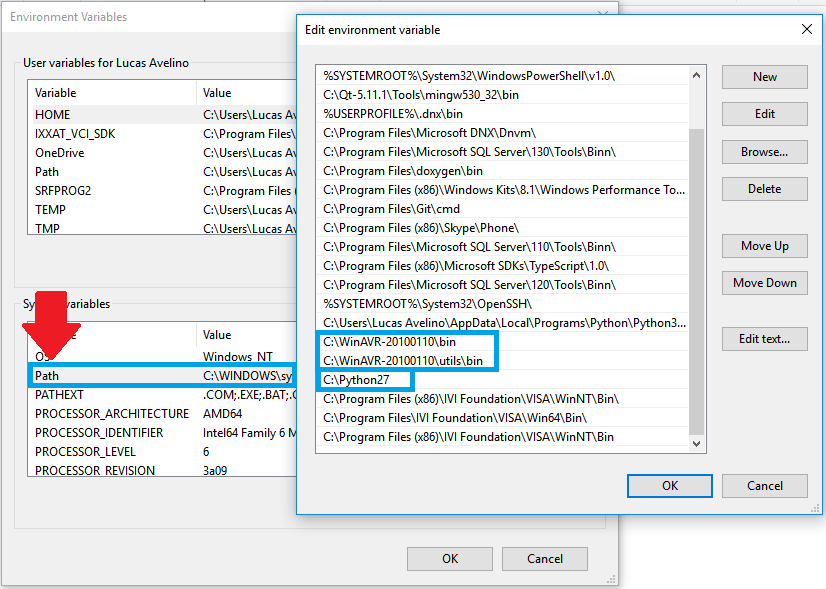 Environment Variables
User variables for Lucas Avelino
Variable Value
HOME C:\Users\Lucas Av
IXXAT_VCI_SDK C:\Program Files\
OneDrive C:\Users\Lucas Av
Path C:\Users\Lucas Av
SRFPROG2 C:\Program Files (
TEMP C:\Users\Lucas Av
TMP C:\Users\Lucas Av
variables
Value
OS Windows_NT
Path C:\WINDOWS\sy
PATHEXT .COM;.EXE;.BAT;.C
PROCESSOR_ARCHITECTURE AMD64
PROCESSOR_IDENTIFIER Intel64 Family 6 M
PROCESSOR_LEVEL 6
PROCESSOR_REVISION 3a09
OK Cancel
Edit environment variable
%SYSTEMROOT%\System32\WindowsPowerShell\v1.0\
C:\Qt-5.11.1\Tools\mingw530_32\bin
%USERPROFILE%\.dnx\bin
C:\Program Files\Microsoft DNX\Dnvm\
C:\Program Files\Microsoft SQL Server\130\Tools\Binn\
C:\Program Files\doxygen\bin
C:\Program Files (x86)\Windows Kits\8.1\Windows Performance To...
C:\Program Files\Git\cmd
C:\Program Files (x86)\Skype\Phone\
C:\Program Files\Microsoft SQL Server\110\Tools\Binn\
C:\Program Files (x86)\Microsoft SDKs\TypeScript\1.0\
C:\Program Files\Microsoft SQL Server\120\Tools\Binn\
%SYSTEMROOT%\System32\OpenSSH\
C:\Users\Lucas Avelino\AppData\Local\Programs\Python\Python3...
C:\WinAVR-20100110\bin
C:\WinAVR-20100110\utils\bin
C:\Python27
C:\Program Files (x86)\IVI Foundation\VISA\WinNT\Bin\
C:\Program Files\IVI Foundation\VISA\Win64\Bin\
C:\Program Files (x86)\IVI Foundation\VISA\WinNT\Bin
New
Edit
Browse...
Delete
Move Up
Move Down
Edit text...
OK Cancel